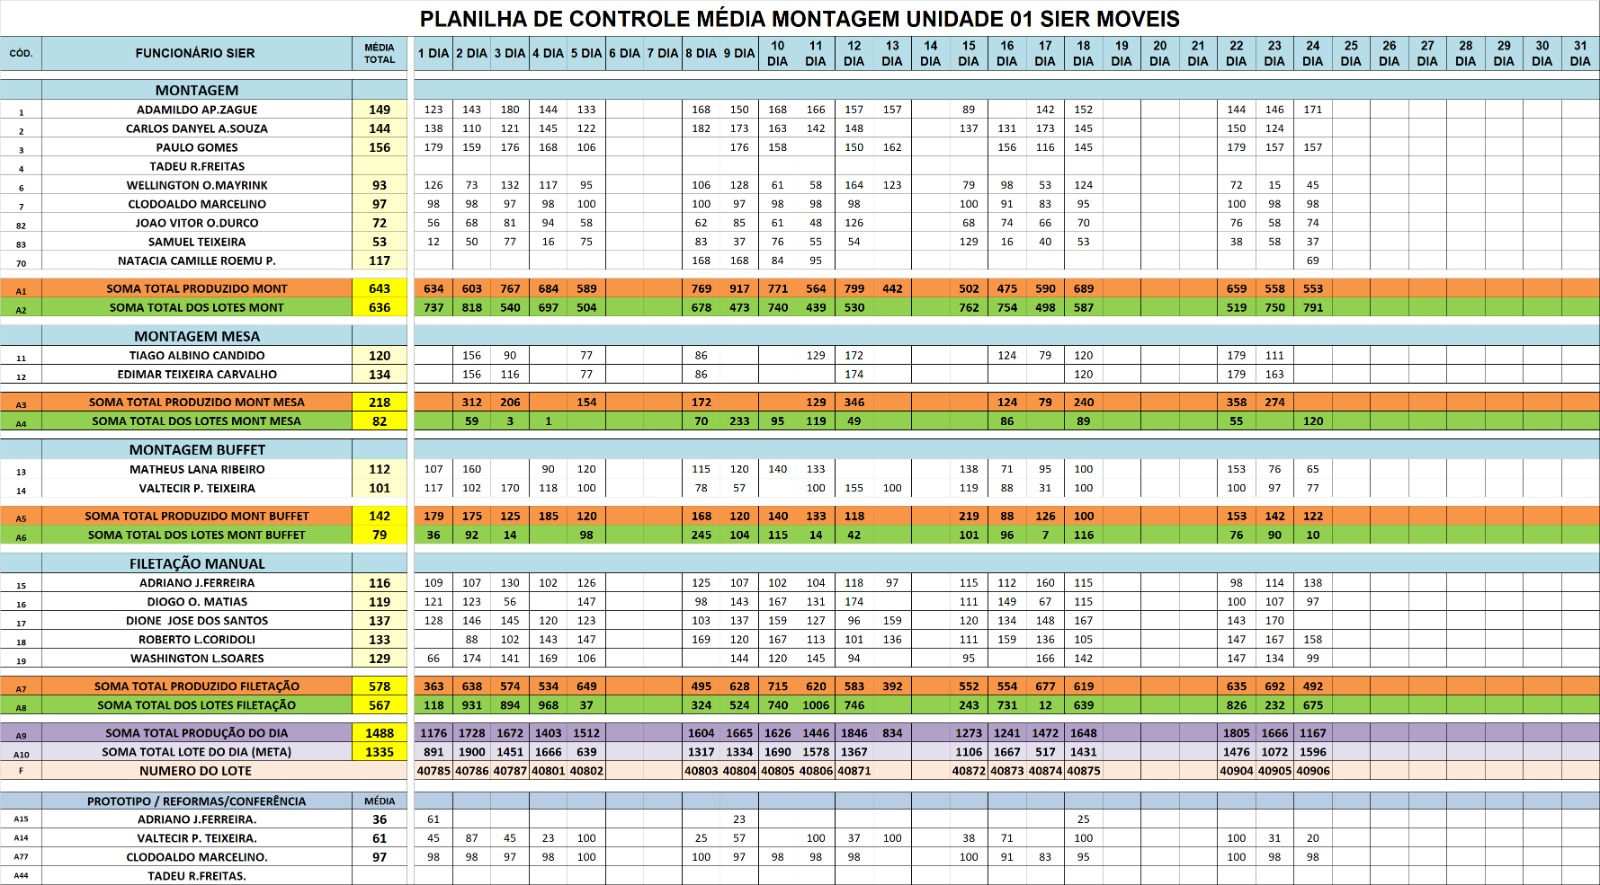 PLANILHA DE CONTROLE MÉDIA MONTAGEM UNIDADE 01 SIER MOVEIS
CÓD. FUNCIONÁRIO SIER MÉDIA TOTAL 1 DIA 2 DIA 3 DIA 4 DIA 5 DIA 6 DIA 7 DIA 8 DIA 9 DIA 10 DIA 11 DIA 12 DIA 13 DIA 14 DIA 15 DIA 16 DIA 17 DIA 18 DIA 19 DIA 20 DIA 21 DIA 22 DIA 23 DIA 24 DIA 25 DIA 26 DIA 27 DIA 28 DIA 29 DIA 30 DIA 31 DIA
MONTAGEM
1 ADAMILDO AP.ZAGUE 149 123 143 180 144 133 168 150 168 166 157 157 89 142 152 144 146 171
2 CARLOS DANYEL A.SOUZA 144 138 110 121 145 122 182 173 163 142 148 137 131 173 145 150 124
3 PAULO GOMES 156 179 159 176 168 106 176 158 150 162 156 116 145 179 157 157
4 TADEU R.FREITAS
6 WELLINGTON O.MAYRINK 93 126 73 132 117 95 106 128 61 58 164 123 79 98 53 124 72 15 45
7 CLODOALDO MARCELINO 97 98 98 97 98 100 100 97 98 98 98 100 91 83 95 100 98 98
82 JOAO VITOR O.DURCO 72 56 68 81 94 58 62 85 61 48 126 68 74 66 70 76 58 74
83 SAMUEL TEIXEIRA 53 12 50 77 16 75 83 37 76 55 54 129 16 40 53 38 58 37
70 NATACIA CAMILLE ROEMU P. 117 168 168 84 95 69
A1 SOMA TOTAL PRODUZIDO MONT 643 634 603 767 684 589 769 917 771 564 799 442 502 475 590 689 659 558 553
A2 SOMA TOTAL DOS LOTES MONT 636 737 818 540 697 504 678 473 740 439 530 762 754 498 587 519 750 791
MONTAGEM MESA
11 TIAGO ALBINO CANDIDO 120 156 90 77 86 129 172 124 79 120 179 111
12 EDIMAR TEIXEIRA CARVALHO 134 156 116 77 86 174 120 179 163
A3 SOMA TOTAL PRODUZIDO MONT MESA 218 312 206 154 172 129 346 124 79 240 358 274
A4 SOMA TOTAL DOS LOTES MONT MESA 82 59 3 1 70 233 95 119 49 86 89 55 120
MONTAGEM BUFFET
13 MATHEUS LANA RIBEIRO 112 107 160 90 120 115 120 140 133 138 71 95 100 153 76 65
14 VALTECIR P. TEIXEIRA 101 117 102 170 118 100 78 57 100 155 100 119 88 31 100 100 97 77
A5 SOMA TOTAL PRODUZIDO MONT BUFFET 142 179 175 125 185 120 168 120 140 133 118 219 88 126 100 153 142 122
A6 SOMA TOTAL DOS LOTES MONT BUFFET 79 36 92 14 98 245 104 115 14 42 101 96 7 116 76 90 10
FILETAÇÃO MANUAL
15 ADRIANO J.FERREIRA 116 109 107 130 102 126 125 107 102 104 118 97 115 112 160 115 98 114 138
16 DIOGO O. MATIAS 119 121 123 56 147 98 143 167 131 174 111 149 67 115 100 107 97
17 DIONE JOSE DOS SANTOS 137 128 146 145 120 123 103 137 159 127 96 159 120 134 148 167 143 170
18 ROBERTO L.CORIDOLI 133 88 102 143 147 169 120 167 113 101 136 111 159 136 105 147 167 158
19 WASHINGTON L.SOARES 129 66 174 141 169 106 144 120 145 94 95 166 142 147 134 99
A7 SOMA TOTAL PRODUZIDO FILETAÇÃO 578 363 638 574 534 649 495 628 715 620 583 392 552 554 677 619 635 692 492
A8 SOMA TOTAL DOS LOTES FILETAÇÃO 567 118 931 894 968 37 324 524 740 1006 746 243 731 12 639 826 232 675
A9 SOMA TOTAL PRODUÇÃO DO DIA 1488 1176 1728 1672 1403 1512 1604 1665 1626 1446 1846 834 1273 1241 1472 1648 1805 1666 1167
A10 SOMA TOTAL LOTE DO DIA (META) 1335 891 1900 1451 1666 639 1317 1334 1690 1578 1367 1106 1667 517 1431 1476 1072 1596
F NUMERO DO LOTE 40785 40786 40787 40801 40802 40803 40804 40805 40806 40871 40872 40873 40874 40875 40904 40905 40906
PROTOTIPO / REFORMAS/CONFERÊNCIA MÉDIA
A15 ADRIANO J.FERREIRA. 36 61 23 25
A14 VALTECIR P. TEIXEIRA. 61 45 87 45 23 100 25 57 100 37 100 38 71 100 100 31 20
A77 CLODOALDO MARCELINO. 97 98 98 97 98 100 100 97 98 98 98 100 91 83 95 100 98 98
A44 TADEU R.FREITAS.